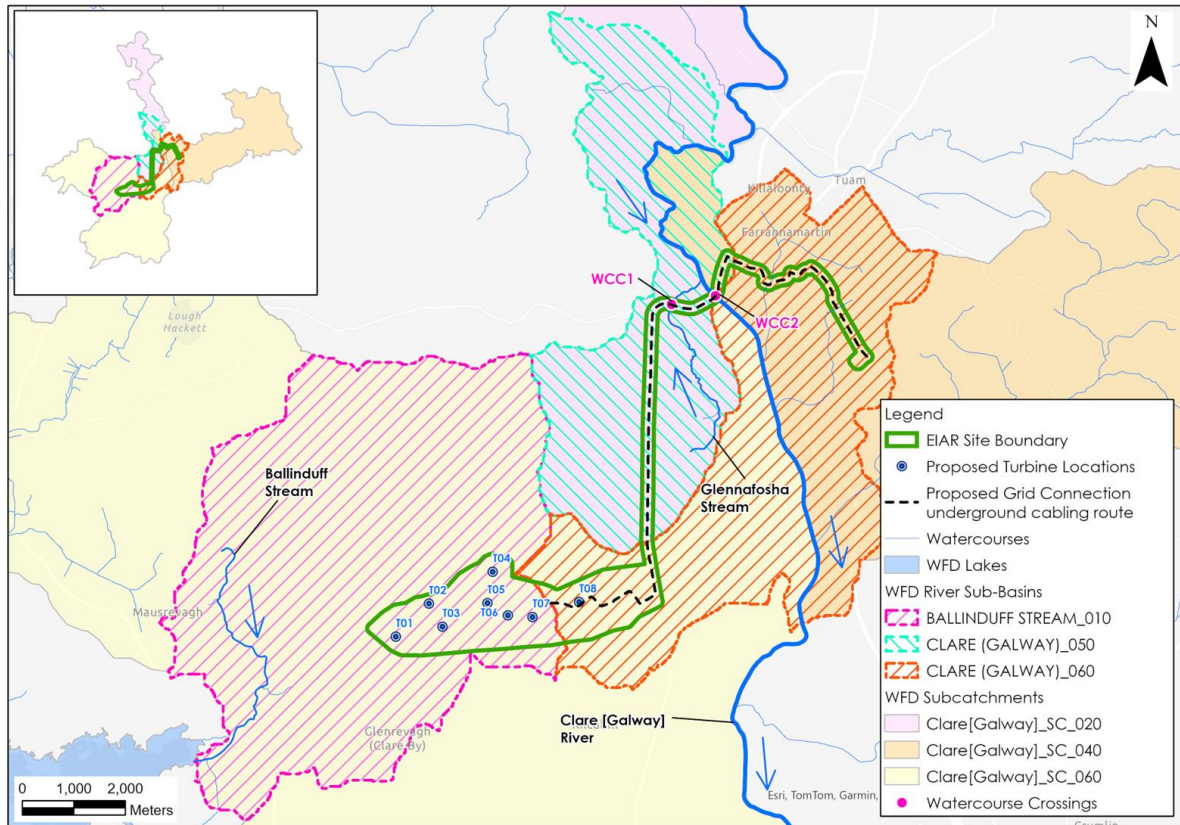 N
Killaloonty
Tuam
Farrannamartin
WCC1
WCC2
Lough
Hackett
Ballinduff
Stream
Glennafosha
Stream
T04
T02
T05
T08
T03
T06
T07
T01
Mausrevagh
Glenrevagh
(Clare By)
Clare [Galway]
River
0 1,000 2,000
Meters
Legend
EIAR Site Boundary
Proposed Turbine Locations
Proposed Grid Connection
underground cabling route
Watercourses
WFD Lakes
WFD River Sub-Basins
BALLINDUFF STREAM_010
CLARE (GALWAY)_050
CLARE (GALWAY)_060
WFD Subcatchments
Clare[Galway]_SC_020
Clare[Galway]_SC_040
Clare[Galway]_SC_060
Watercourse Crossings
Esri, TomTom, Garmin,